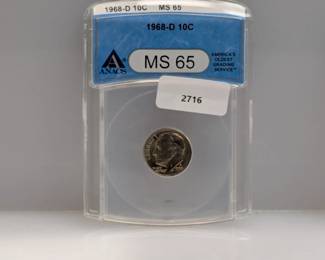 1968-D 10C MS 65
1968-D 10C
ANACS
MS 65
AMERICA'S
OLDEST
GRADING
SERVICE
2716